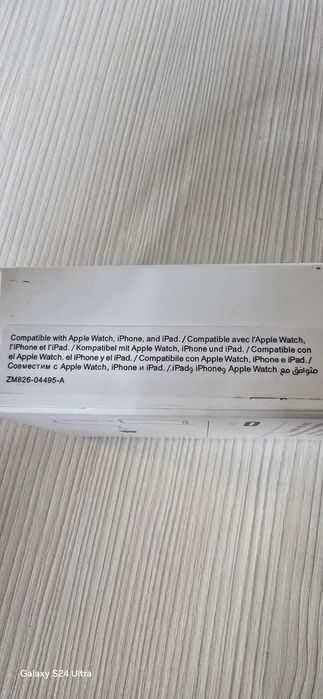 Compatible with Apple Watch, iPhone, and iPad. / Compatible avec l'Apple Watch,
l'iPhone et l'iPad. / Kompatibel mit Apple Watch, iPhone und iPad. / Compatible con
el Apple Watch, el iPhone y el iPad. / Compatibile con Apple Watch, iPhone e iPad. /
Совместим с Apple Watch, iPhone и iPad. / متوافق مع Apple Watch وiPhone وiPad.
ZM626-04495-A
Galaxy S24 Ultra